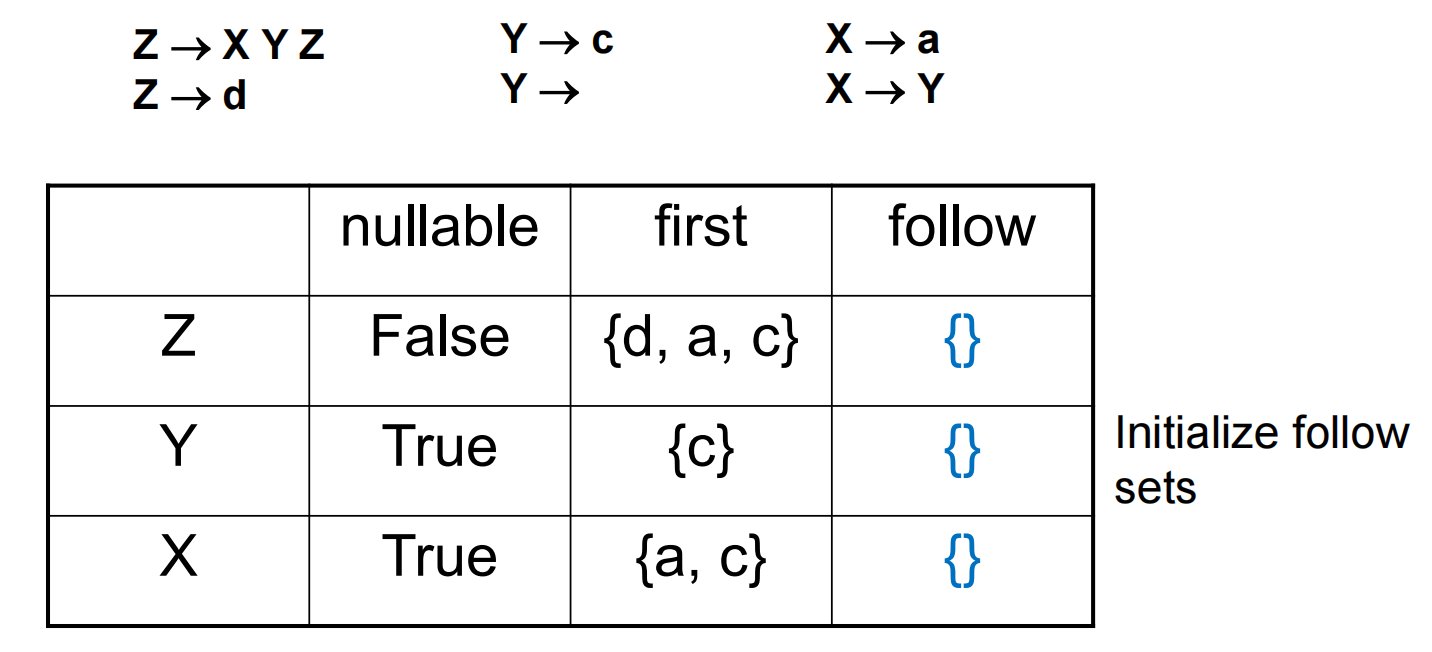 Z → X Y Z Y → c X → a
Z → d Y → X → Y
nullable first follow
Z False {d, a, c} {}
Y True {c} {}
X True {a, c} {}
Initialize follow
sets